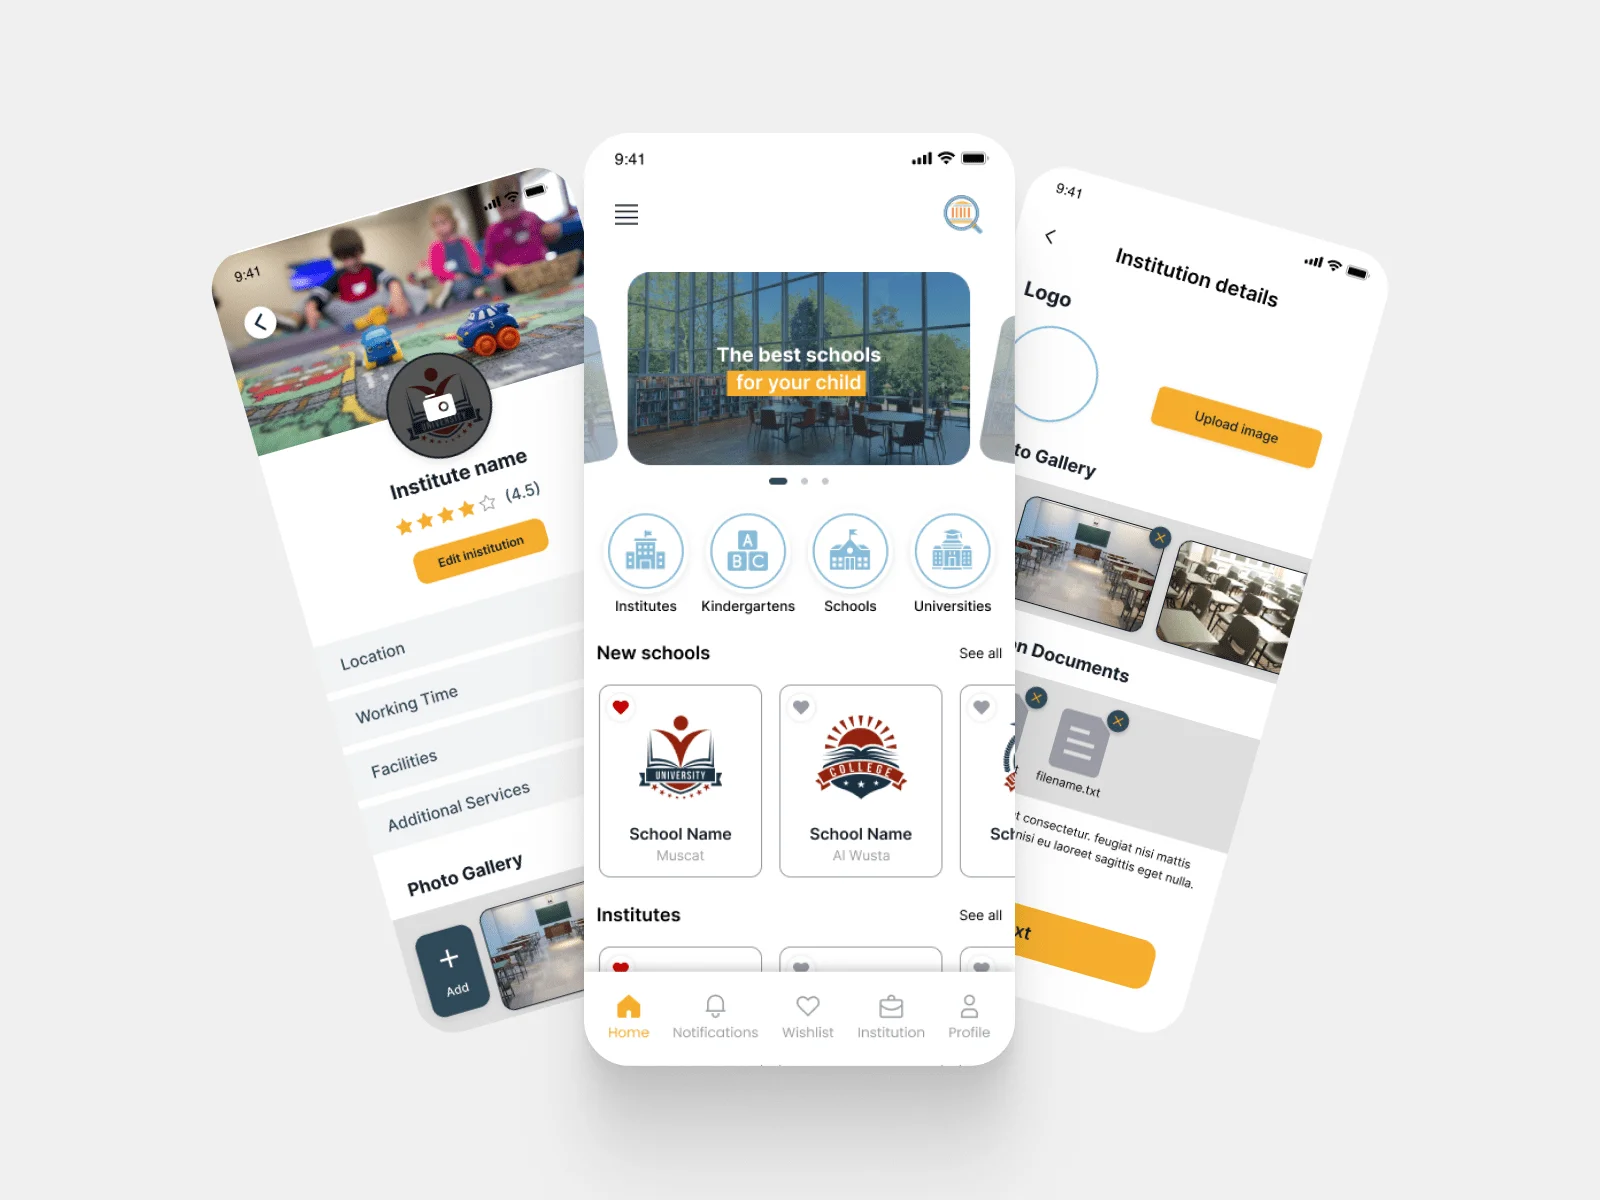 9:41
Institute name
(4.5)
Edit inistitution
Location
Working Time
Facilities
Additional Services
Photo Gallery
Add
9:41
The best schools
for your child
Institutes
Kindergartens
Schools
Universities
New schools
See all
UNIVERSITY
School Name
Muscat
COLLEGE
School Name
Al Wusta
Sch
Institutes
See all
Home
Notifications
Wishlist
Institution
Profile
9:41
Institution details
Logo
Upload image
to Gallery
on Documents
filename.txt
t consectetur. feugiat nisi mattis
nisi eu laoreet sagittis eget nulla.
xt